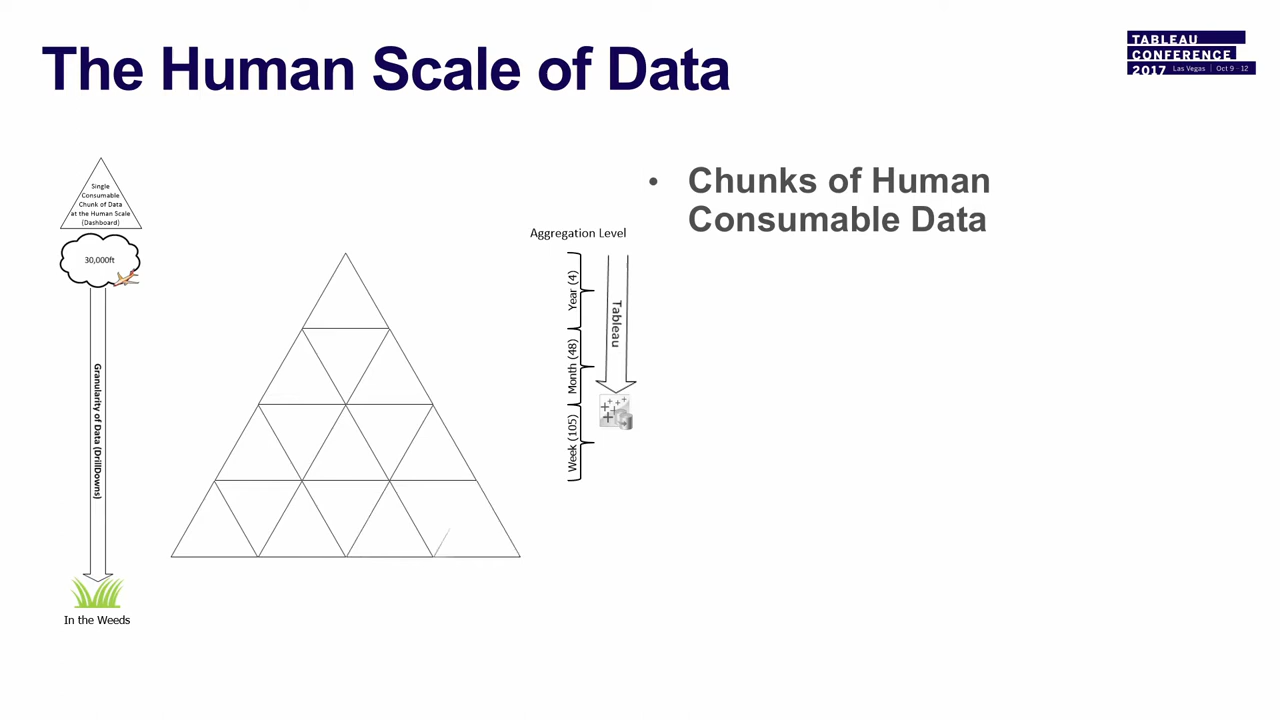 The Human Scale of Data
TABLEAU
CONFERENCE
2017 Las Vegas | Oct 9 - 12
Single
Consumable
Chunk of Data
at the Human Scale
(Dashboard)
30,000ft
Granularity of Data (DrillDowns)
In the Weeds
Aggregation Level
Year (4)
Month (48)
Week (105)
Tableau
• Chunks of Human
Consumable Data